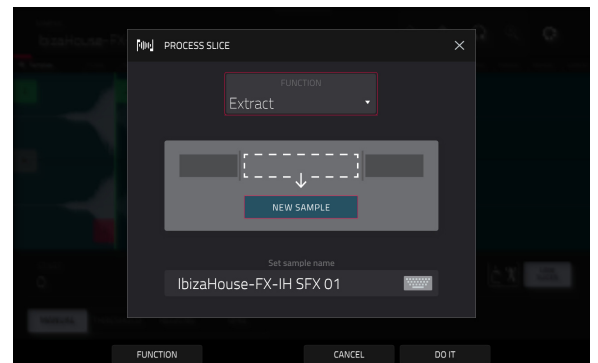 PROCESS SLICE
FUNCTION
Extract
NEW SAMPLE
Set sample name
IbizaHouse-FX-IH SFX 01
FUNCTION
CANCEL
DO IT